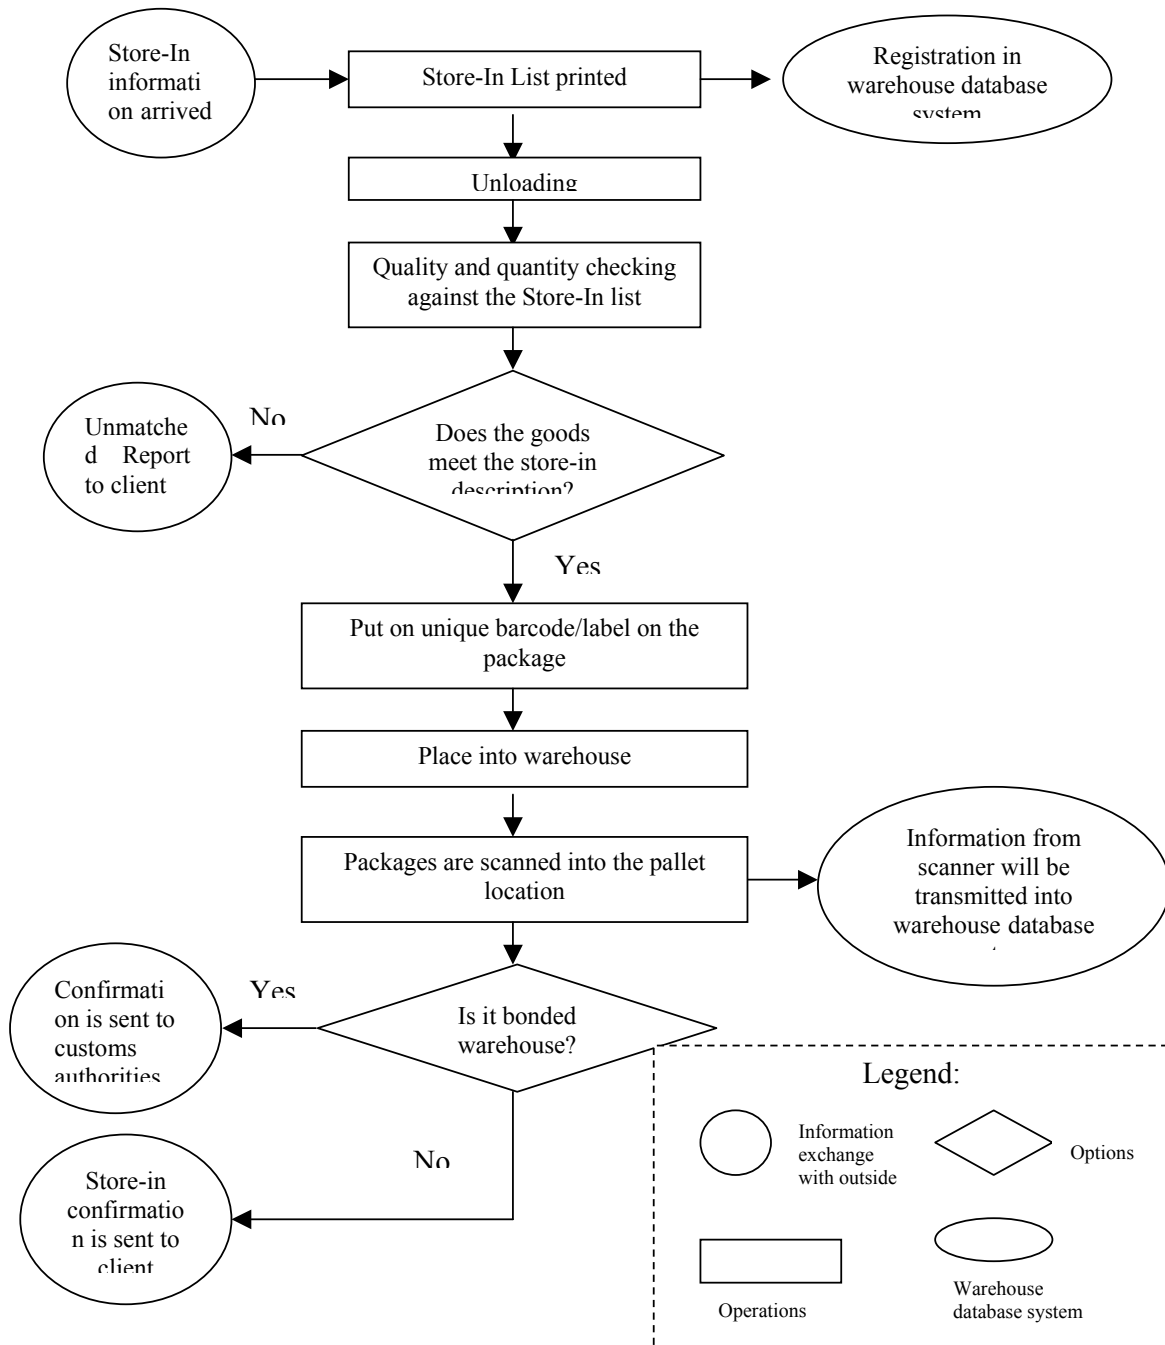 Store-In
informati
on arrived
Store-In List printed
Registration in
warehouse database
system
Unloading
Quality and quantity checking
against the Store-In list
No
Unmatche
d Report
to client
Does the goods
meet the store-in
description?
Yes
Put on unique barcode/label on the
package
Place into warehouse
Packages are scanned into the pallet
location
Information from
scanner will be
transmitted into
warehouse database
Confirmati
on is sent to
customs
authorities
Yes
Is it bonded
warehouse?
No
Store-in
confirmatio
n is sent to
client
Legend:
Information
exchange
with outside
Options
Operations
Warehouse
database system